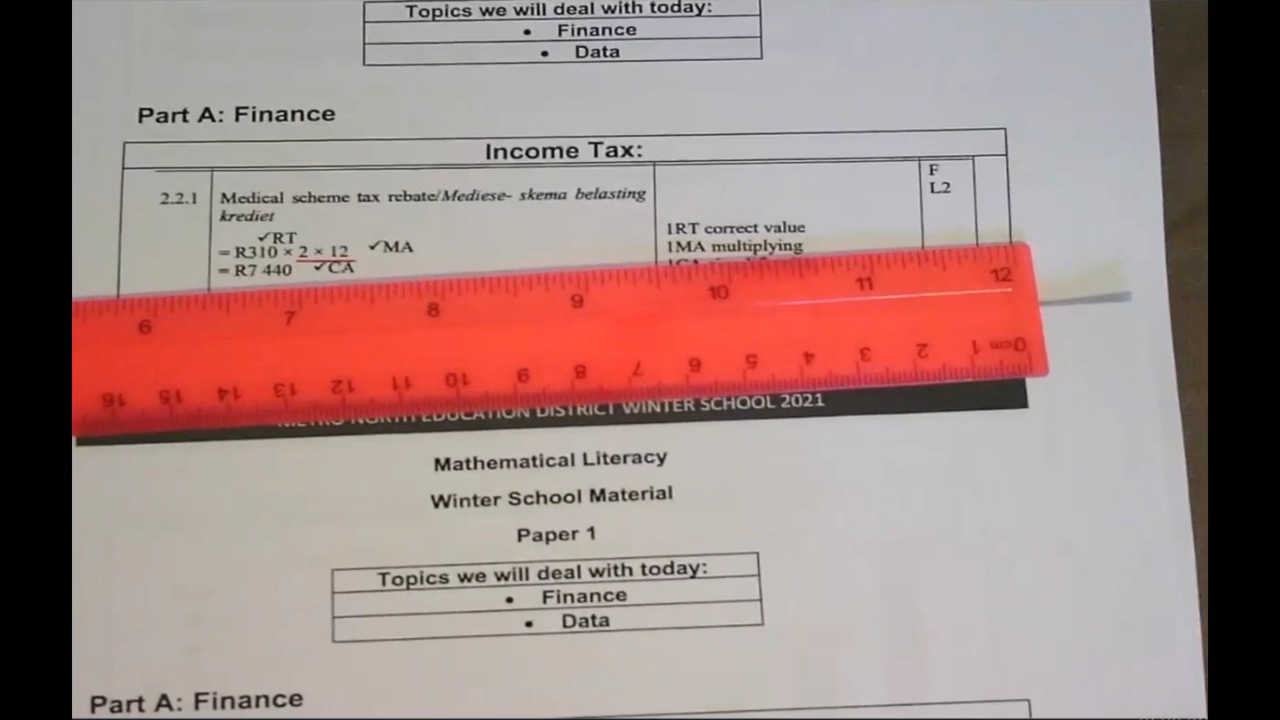 Topics we will deal with today:
• Finance
• Data
Part A: Finance
Income Tax:
F
L2
2.2.1 Medical scheme tax rebate/Mediese- skema belasting
krediet
✓RT
= R310 × 2 × 12 ✓MA
= R7 440 ✓CA
1RT correct value
1MA multiplying
6 7 8 9 10 11 12
16 15 14 13 12 11 10 9 8 7 6 5 4 3 2 1 0cm
METRO NORTH EDUCATION DISTRICT WINTER SCHOOL 2021
Mathematical Literacy
Winter School Material
Paper 1
Topics we will deal with today:
• Finance
• Data
Part A: Finance